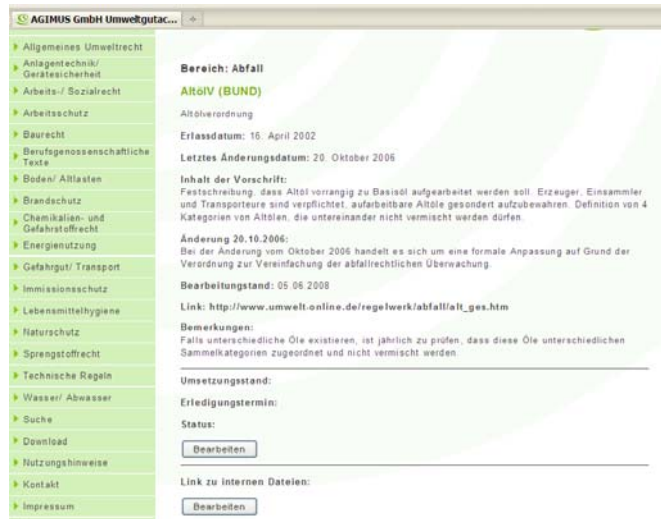 AGIMUS GmbH Umweltgutac...
Allgemeines Umweltrecht
Anlagentechnik/
Gerätesicherheit
Arbeits-/ Sozialrecht
Arbeitsschutz
Baurecht
Berufsgenossenschaftliche
Texte
Boden/ Altlasten
Brandschutz
Chemikalien- und
Gefahrstoffrecht
Energienutzung
Gefahrgut/ Transport
Immissionsschutz
Lebensmittelhygiene
Naturschutz
Sprengstoffrecht
Technische Regeln
Wasser/ Abwasser
Suche
Download
Nutzungshinweise
Kontakt
Impressum
Bereich: Abfall
AltölV (BUND)
Altölverordnung
Erlassdatum: 16. April 2002
Letztes Änderungsdatum: 20. Oktober 2006
Inhalt der Vorschrift:
Festschreibung, dass Altöl vorrangig zu Basisöl aufgearbeitet werden soll. Erzeuger, Einsammler
und Transporteure sind verpflichtet, aufarbeitbare Altöle gesondert aufzubewahren. Definition von 4
Kategorien von Altölen, die untereinander nicht vermischt werden dürfen.
Änderung 20.10.2006:
Bei der Änderung vom Oktober 2006 handelt es sich um eine formale Anpassung auf Grund der
Verordnung zur Vereinfachung der abfallrechtlichen Überwachung.
Bearbeitungstand: 05.06.2008
Link: http://www.umwelt-online.de/regelwerk/abfall/alt_ges.htm
Bemerkungen:
Falls unterschiedliche Öle existieren, ist jährlich zu prüfen, dass diese Öle unterschiedlichen
Sammelkategorien zugeordnet und nicht vermischt werden.
Umsetzungsstand:
Erledigungstermin:
Status:
Bearbeiten
Link zu internen Dateien:
Bearbeiten